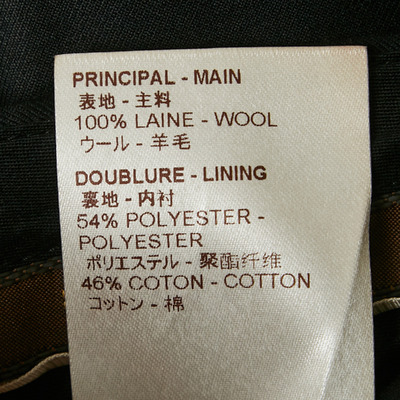 PRINCIPAL - MAIN
表地 - 主料
100% LAINE - WOOL
ウール - 羊毛
DOUBLURE - LINING
裏地 - 内衬
54% POLYESTER -
POLYESTER
ポリエステル - 聚酯纤维
46% COTON - COTTON
コットン - 棉